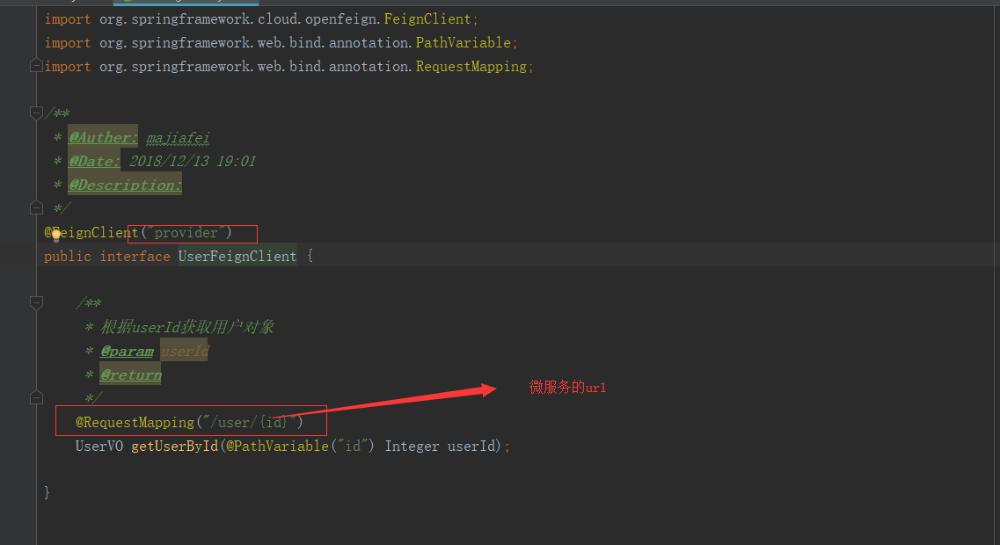 import org.springframework.cloud.openfeign.FeignClient;
import org.springframework.web.bind.annotation.PathVariable;
import org.springframework.web.bind.annotation.RequestMapping;
/**
* @Auther: majiafei
* @Date: 2018/12/13 19:01
* @Description:
*/
@FeignClient("provider")
public interface UserFeignClient {
/**
* 根据userId获取用户对象
* @param userId
* @return
*/
微服务的url
@RequestMapping("/user/{id}")
UserVO getUserById(@PathVariable("id") Integer userId);
}